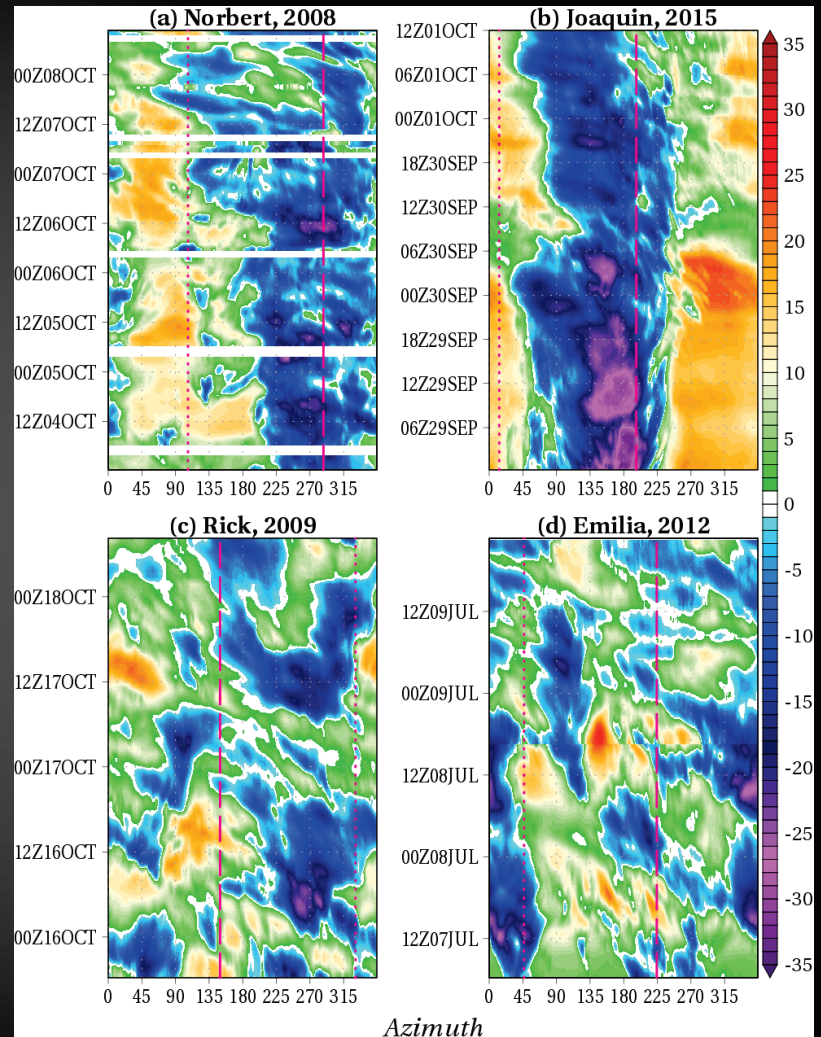 (a) Norbert, 2008
00Z08OCT
12Z07OCT
00Z07OCT
12Z06OCT
00Z06OCT
12Z05OCT
00Z05OCT
12Z04OCT
0 45 90 135 180 225 270 315
(b) Joaquin, 2015
12Z01OCT
06Z01OCT
00Z01OCT
18Z30SEP
12Z30SEP
06Z30SEP
00Z30SEP
18Z29SEP
12Z29SEP
06Z29SEP
0 45 90 135 180 225 270 315
35
30
25
20
15
10
5
0
-5
-10
-15
-20
-25
-30
-35
(c) Rick, 2009
00Z18OCT
12Z17OCT
00Z17OCT
12Z16OCT
00Z16OCT
0 45 90 135 180 225 270 315
(d) Emilia, 2012
12Z09JUL
00Z09JUL
12Z08JUL
00Z08JUL
12Z07JUL
0 45 90 135 180 225 270 315
Azimuth